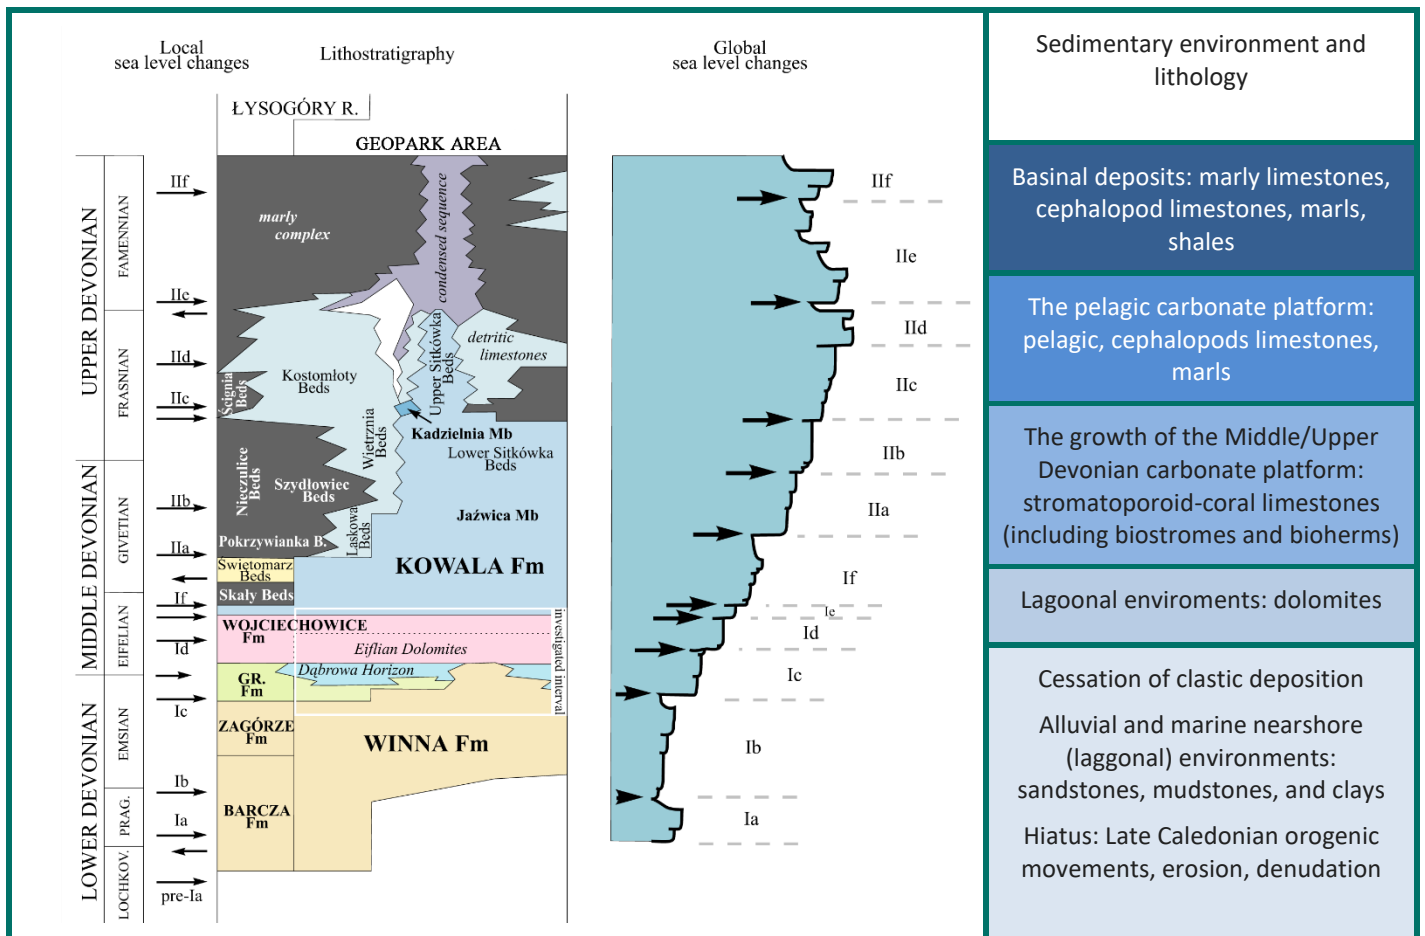 Local
sea level changes
Lithostratigraphy
Global
sea level changes
ŁYSOGÓRY R.
GEOPARK AREA
UPPER DEVONIAN
MIDDLE DEVONIAN
LOWER DEVONIAN
FAMENNIAN
FRASNIAN
GIVETIAN
EIFELIAN
EMSIAN
PRAG.
LOCHKOV.
IIf
IIe
IId
IIc
IIb
IIa
If
Id
Ic
Ib
Ia
pre-Ia
marly
complex
condensed sequence
detritic
limestones
Upper Sitkówka
Beds
Kostomłoty
Beds
Ścignia
Beds
Wietrznia
Beds
Kadzielnia Mb
Lower Sitkówka
Beds
Nieczulice
Beds
Szydłowiec
Beds
Laskowa
Beds
Jaźwica Mb
Pokrzywianka B.
KOWALA Fm
Świętomarz
Beds
Skały Beds
WOJCIECHOWICE
Fm
Eiflian Dolomites
Dąbrowa Horizon
investigated interval
GR.
Fm
ZAGÓRZE
Fm
WINNA Fm
BARCZA
Fm
IIf
IIe
IId
IIc
IIb
IIa
If
Ie
Id
Ic
Ib
Ia
Sedimentary environment and
lithology
Basinal deposits: marly limestones,
cephalopod limestones, marls,
shales
The pelagic carbonate platform:
pelagic, cephalopods limestones,
marls
The growth of the Middle/Upper
Devonian carbonate platform:
stromatoporoid-coral limestones
(including biostromes and bioherms)
Lagoonal enviroments: dolomites
Cessation of clastic deposition
Alluvial and marine nearshore
(laggonal) environments:
sandstones, mudstones, and clays
Hiatus: Late Caledonian orogenic
movements, erosion, denudation